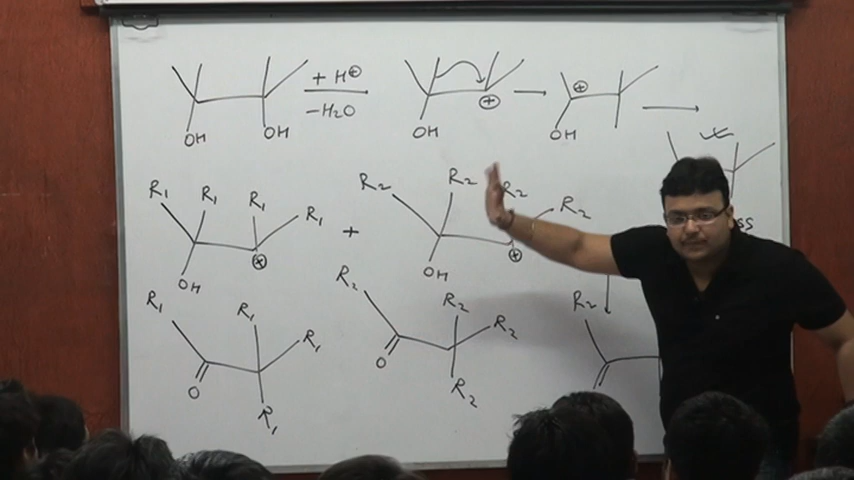 + H⊕
− H₂O
OH OH OH ⊕ OH ⊕
R₁ R₁ R₁ R₁ + R₂ R₂ R₂ R₂
OH ⊕ OH ⊕
R₁ R₁ R₁ R₂ R₂ R₂ R₂
O O
R₁ R₂
ss